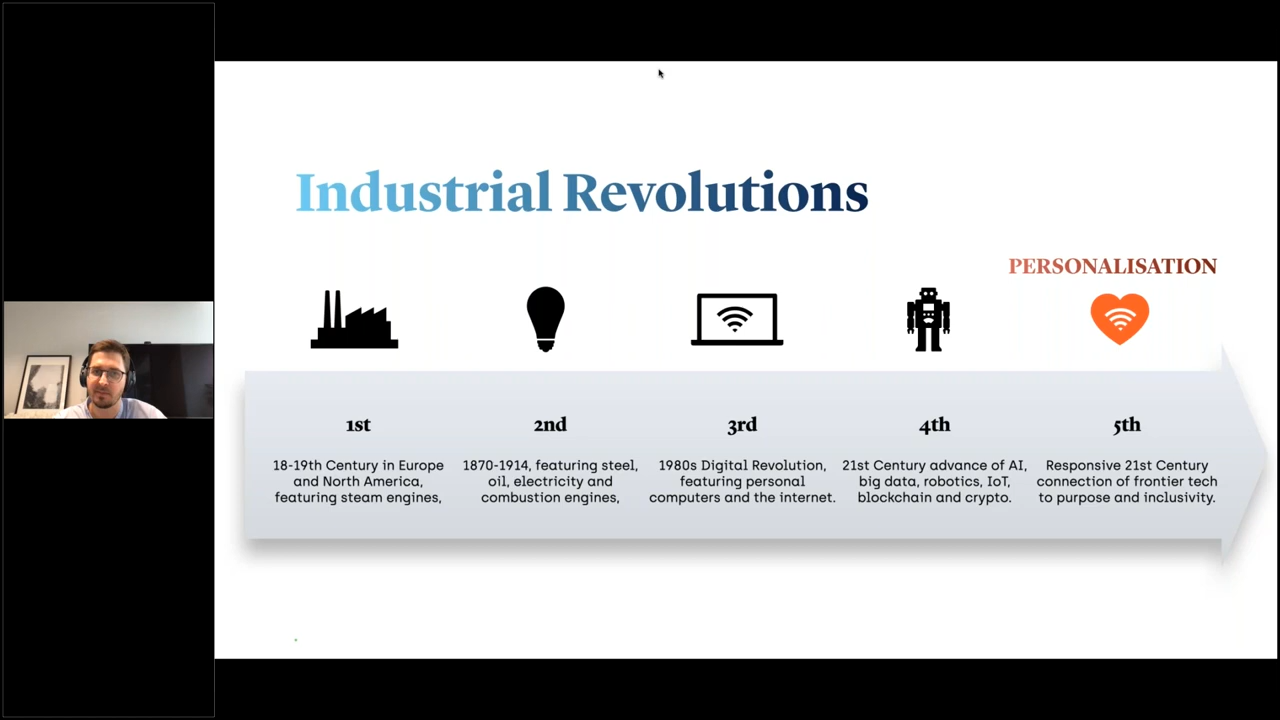 Industrial Revolutions
PERSONALISATION
1st
18-19th Century in Europe
and North America,
featuring steam engines,
2nd
1870-1914, featuring steel,
oil, electricity and
combustion engines,
3rd
1980s Digital Revolution,
featuring personal
computers and the internet.
4th
21st Century advance of AI,
big data, robotics, IoT,
blockchain and crypto.
5th
Responsive 21st Century
connection of frontier tech
to purpose and inclusivity.